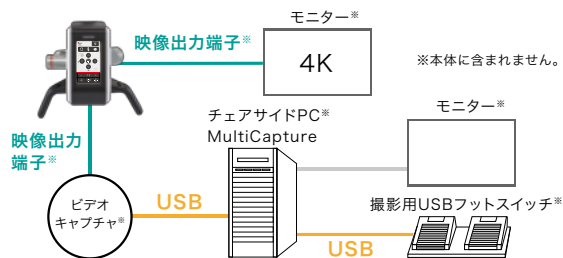 モニター※
映像出力端子※
4K
※本体に含まれません。
チェアサイドPC※
MultiCapture
モニター※
映像出力
端子※
ビデオ
キャプチャ※
USB
撮影用USBフットスイッチ※
USB